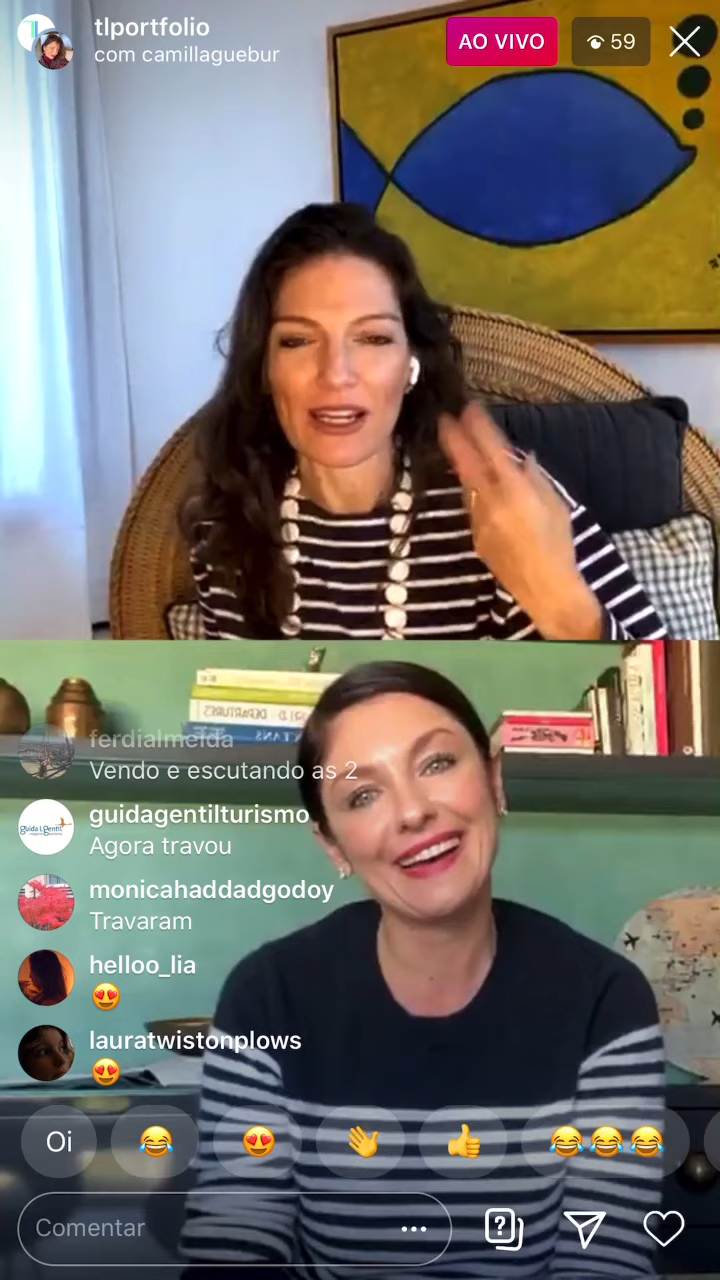 tlportfolio
com camillaguebur
AO VIVO
59
DEPARTURES
ferdialmeida
Vendo e escutando as 2
guidagentilturismo
Agora travou
monicahaddadgodoy
Travaram
helloo_lia
😍
lauratwistonplows
😍
Oi 😂 😍 👋 👍 😂😂😂
Comentar